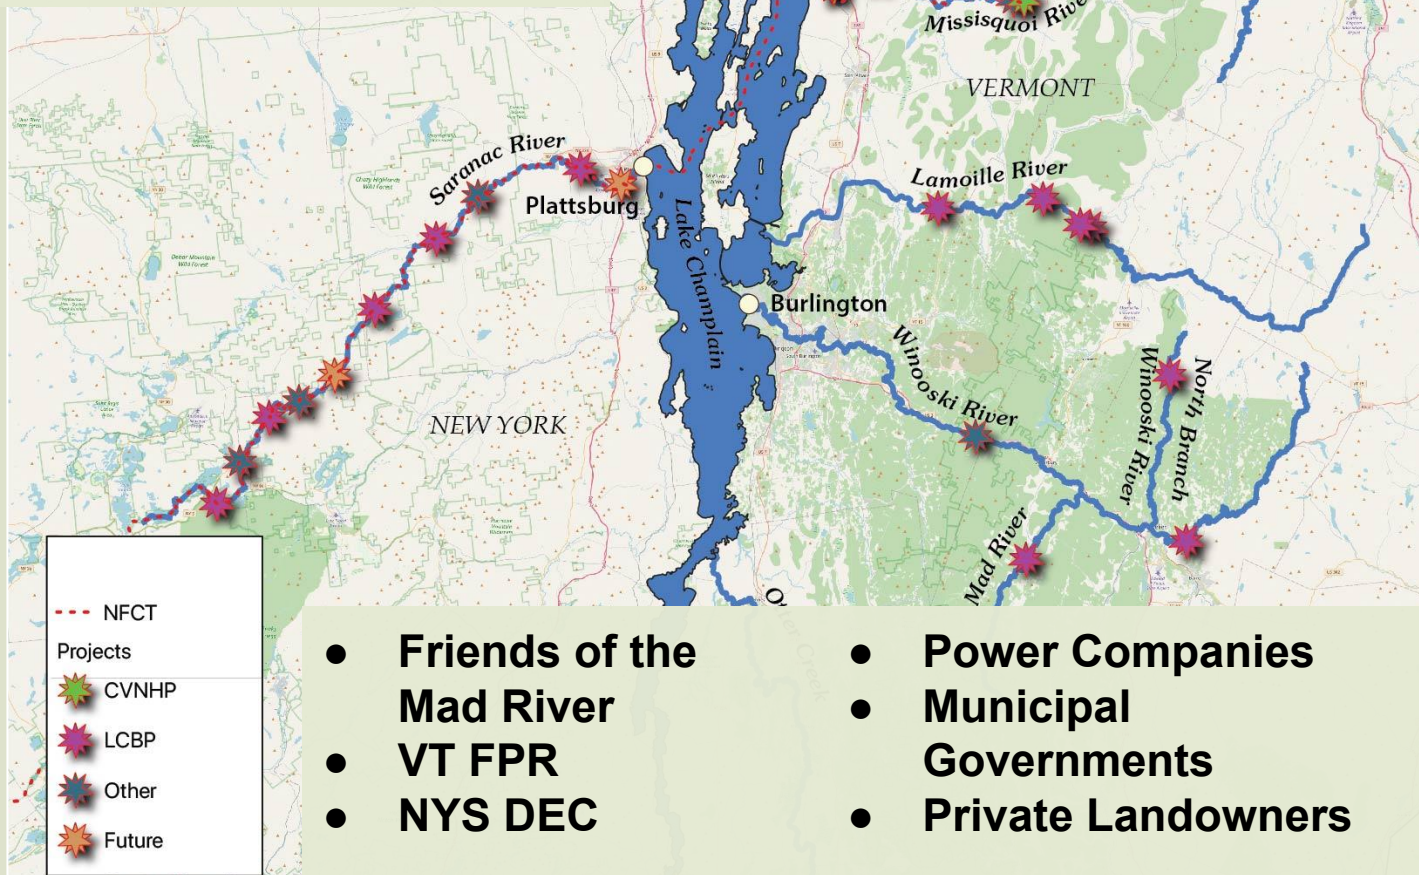 Missisquoi Rive
VERMONT
Saranac River
Plattsburg
Lamoille River
Lake Champlain
Burlington
Winooski River
North Branch
Winooski River
NEW YORK
Mad River
NFCT
Projects
CVNHP
LCBP
Other
Future
● Friends of the
Mad River
● VT FPR
● NYS DEC
● Power Companies
● Municipal
Governments
● Private Landowners